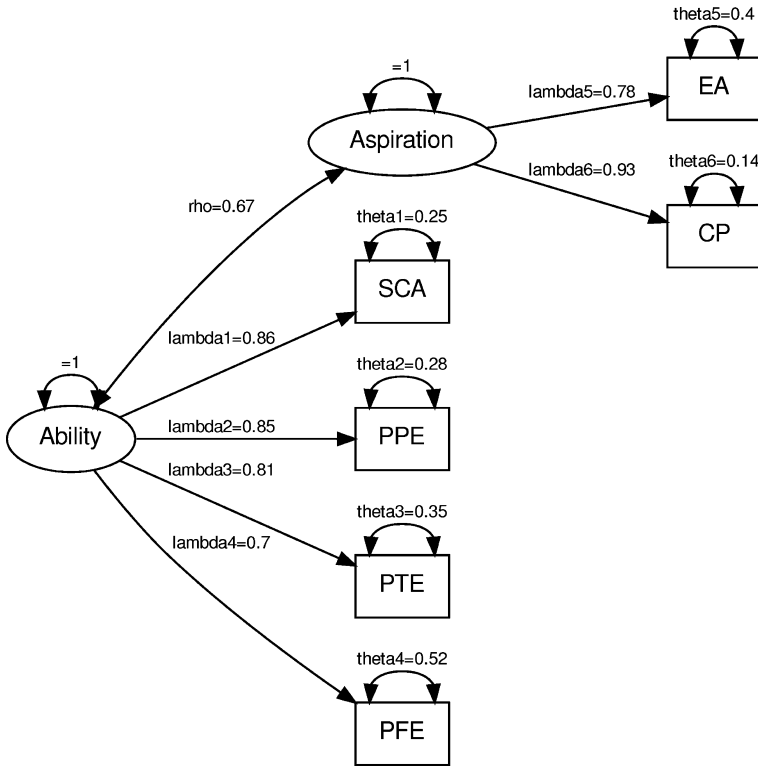 theta5=0.4
EA
=1
lambda5=0.78
Aspiration
lambda6=0.93
theta6=0.14
CP
rho=0.67
theta1=0.25
SCA
lambda1=0.86
=1
theta2=0.28
Ability
lambda2=0.85
PPE
lambda3=0.81
theta3=0.35
lambda4=0.7
PTE
theta4=0.52
PFE